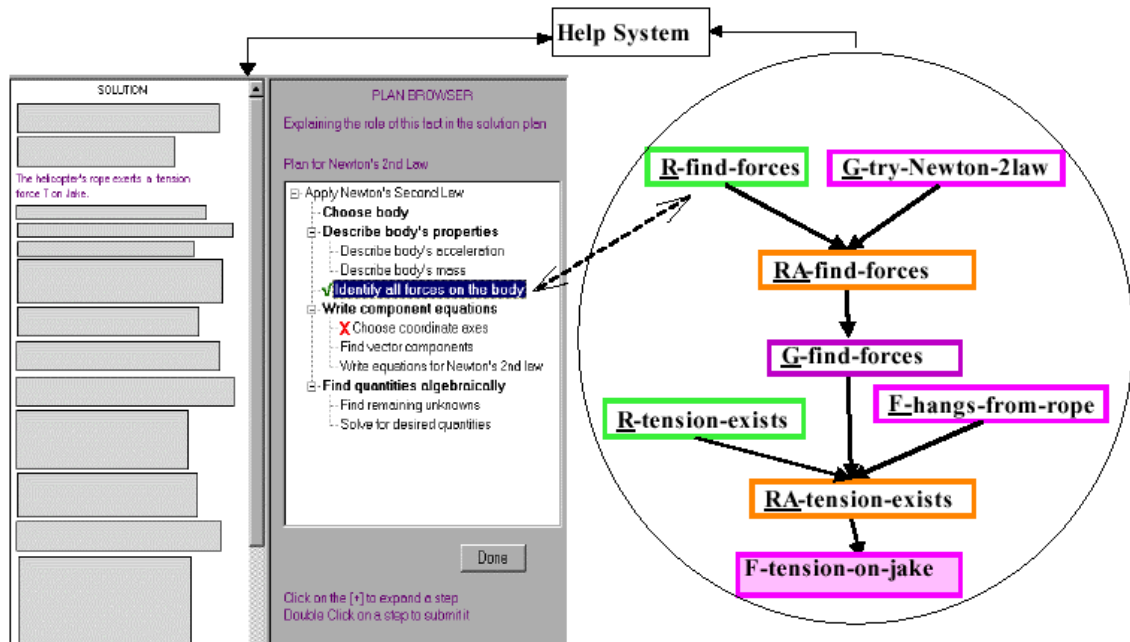 Help System
SOLUTION
The helicopter's rope exerts a tension
force T on Jake.
PLAN BROWSER
Explaining the role of this fact in the solution plan
Plan for Newton's 2nd Law
Apply Newton's Second Law
Choose body
Describe body's properties
Describe body's acceleration
Describe body's mass
Identify all forces on the body
Write component equations
Choose coordinate axes
Find vector components
Write equations for Newton's 2nd law
Find quantities algebraically
Find remaining unknowns
Solve for desired quantities
Done
Click on the [+] to expand a step
Double Click on a step to submit it
R-find-forces
G-try-Newton-2law
RA-find-forces
G-find-forces
F-hangs-from-rope
R-tension-exists
RA-tension-exists
F-tension-on-jake